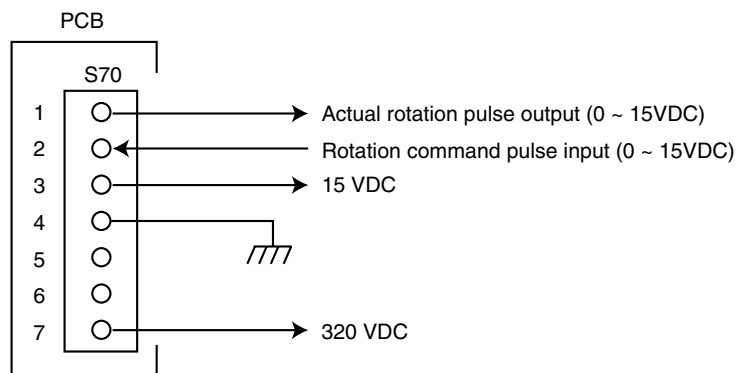 PCB
S70
1 Actual rotation pulse output (0 ~ 15VDC)
2 Rotation command pulse input (0 ~ 15VDC)
3 15 VDC
4
5
6
7 320 VDC